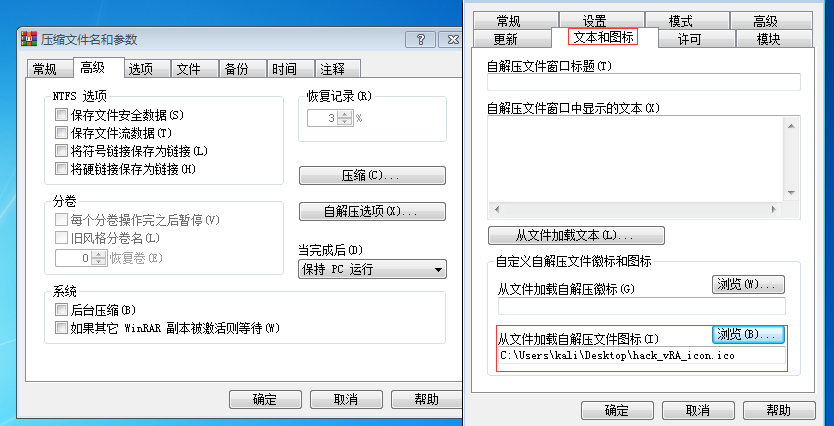 压缩文件名和参数
常规 高级 选项 文件 备份 时间 注释
NTFS 选项
保存文件安全数据(S)
保存文件流数据(T)
将符号链接保存为链接(L)
将硬链接保存为链接(H)
恢复记录(R)
3 %
压缩(C)...
自解压选项(X)...
分卷
每个分卷操作完之后暂停(V)
旧风格分卷名(L)
0 恢复卷(E)
当完成后(D)
保持 PC 运行
系统
后台压缩(B)
如果其它 WinRAR 副本被激活则等待(W)
确定 取消 帮助
常规 设置 模式 高级
更新 文本和图标 许可 模块
自解压文件窗口标题(T)
自解压文件窗口中显示的文本(X)
从文件加载文本(L)...
自定义自解压文件徽标和图标
从文件加载自解压徽标(G) 浏览(W)...
从文件加载自解压文件图标(I) 浏览(B)...
C:\Users\kali\Desktop\hack_vRA_icon.ico
确定 取消 帮助